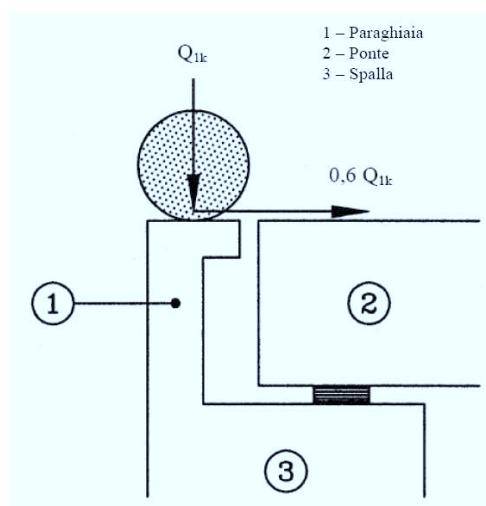 1 – Paraghiaia
2 – Ponte
3 – Spalla
Q1k
0,6 Q1k
1
2
3